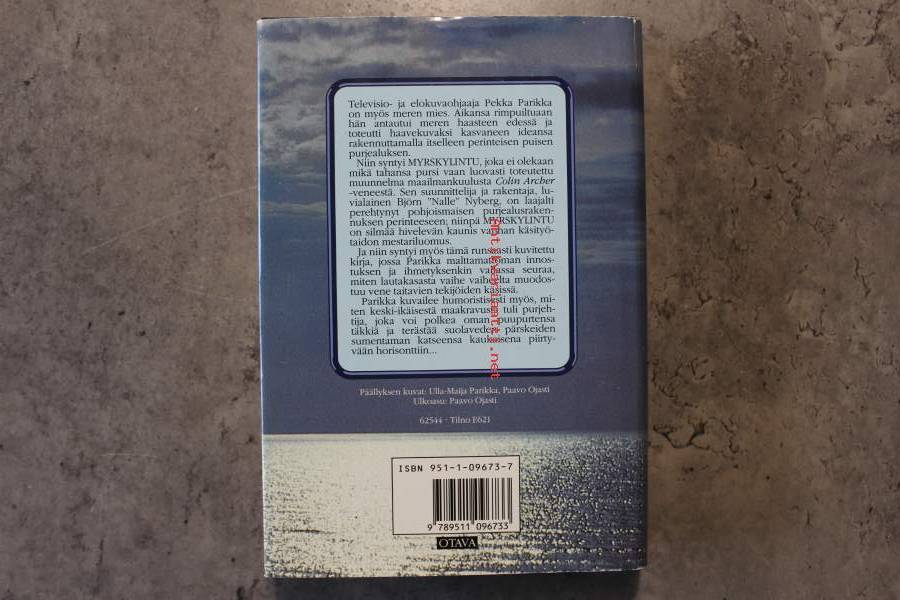 Televisio- ja elokuvaohjaaja Pekka Parikka
on myös meren mies. Aikansa rimpuiltuaan
hän antautui meren haasteen edessä ja
toteutti haavekuvaksi kasvaneen ideansa
rakennuttamalla itselleen perinteisen puisen
purjealuksen.
Niin syntyi MYRSKYLINTU, joka ei olekaan
mikä tahansa pursi vaan luovasti toteutettu
muunnelma maailmankuulusta Colin Archer
-veneestä. Sen suunnittelija ja rakentaja, lu-
vialainen Björn "Nalle" Nyberg, on laajalti
perehtynyt pohjoismaisen purjealusraken-
nuksen perinteeseen; niinpä MYRSKYLINTU
on silmää hivelevän kaunis vanhan käsityö-
taidon mestariluomus.
Ja niin syntyi myös tämä runsaasti kuvitettu
kirja, jossa Parikka malttamattoman innos-
tuksen ja ihmetyksenkin vallassa seuraa,
miten lautakasasta vaihe vaiheelta muodos-
tuu vene taitavien tekijöiden käsissä.
Parikka kuvailee humoristisesti myös, mi-
ten keski-ikäisestä maakravusta tuli purjeh-
tija, joka voi polkea oman puupurtensa
täkkiä ja terästää suolaveden pärskeiden
sumentaman katseensa kaukaisena piirty-
vään horisonttiin...
Päällyksen kuvat: Ulla-Maija Parikka, Paavo Ojasti
Ulkoasu: Paavo Ojasti
62544 · Tilno E621
ISBN 951-1-09673-7
9 789511 096733
OTAVA